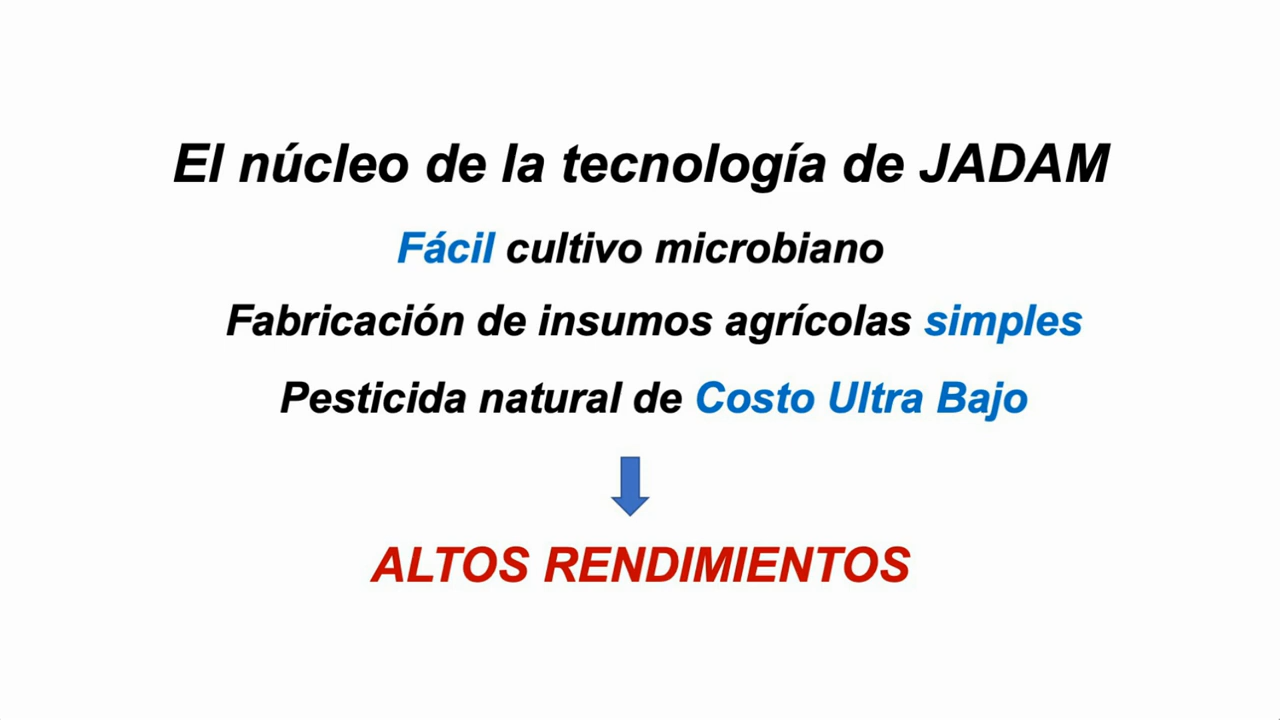 El núcleo de la tecnología de JADAM
Fácil cultivo microbiano
Fabricación de insumos agrícolas simples
Pesticida natural de Costo Ultra Bajo
ALTOS RENDIMIENTOS